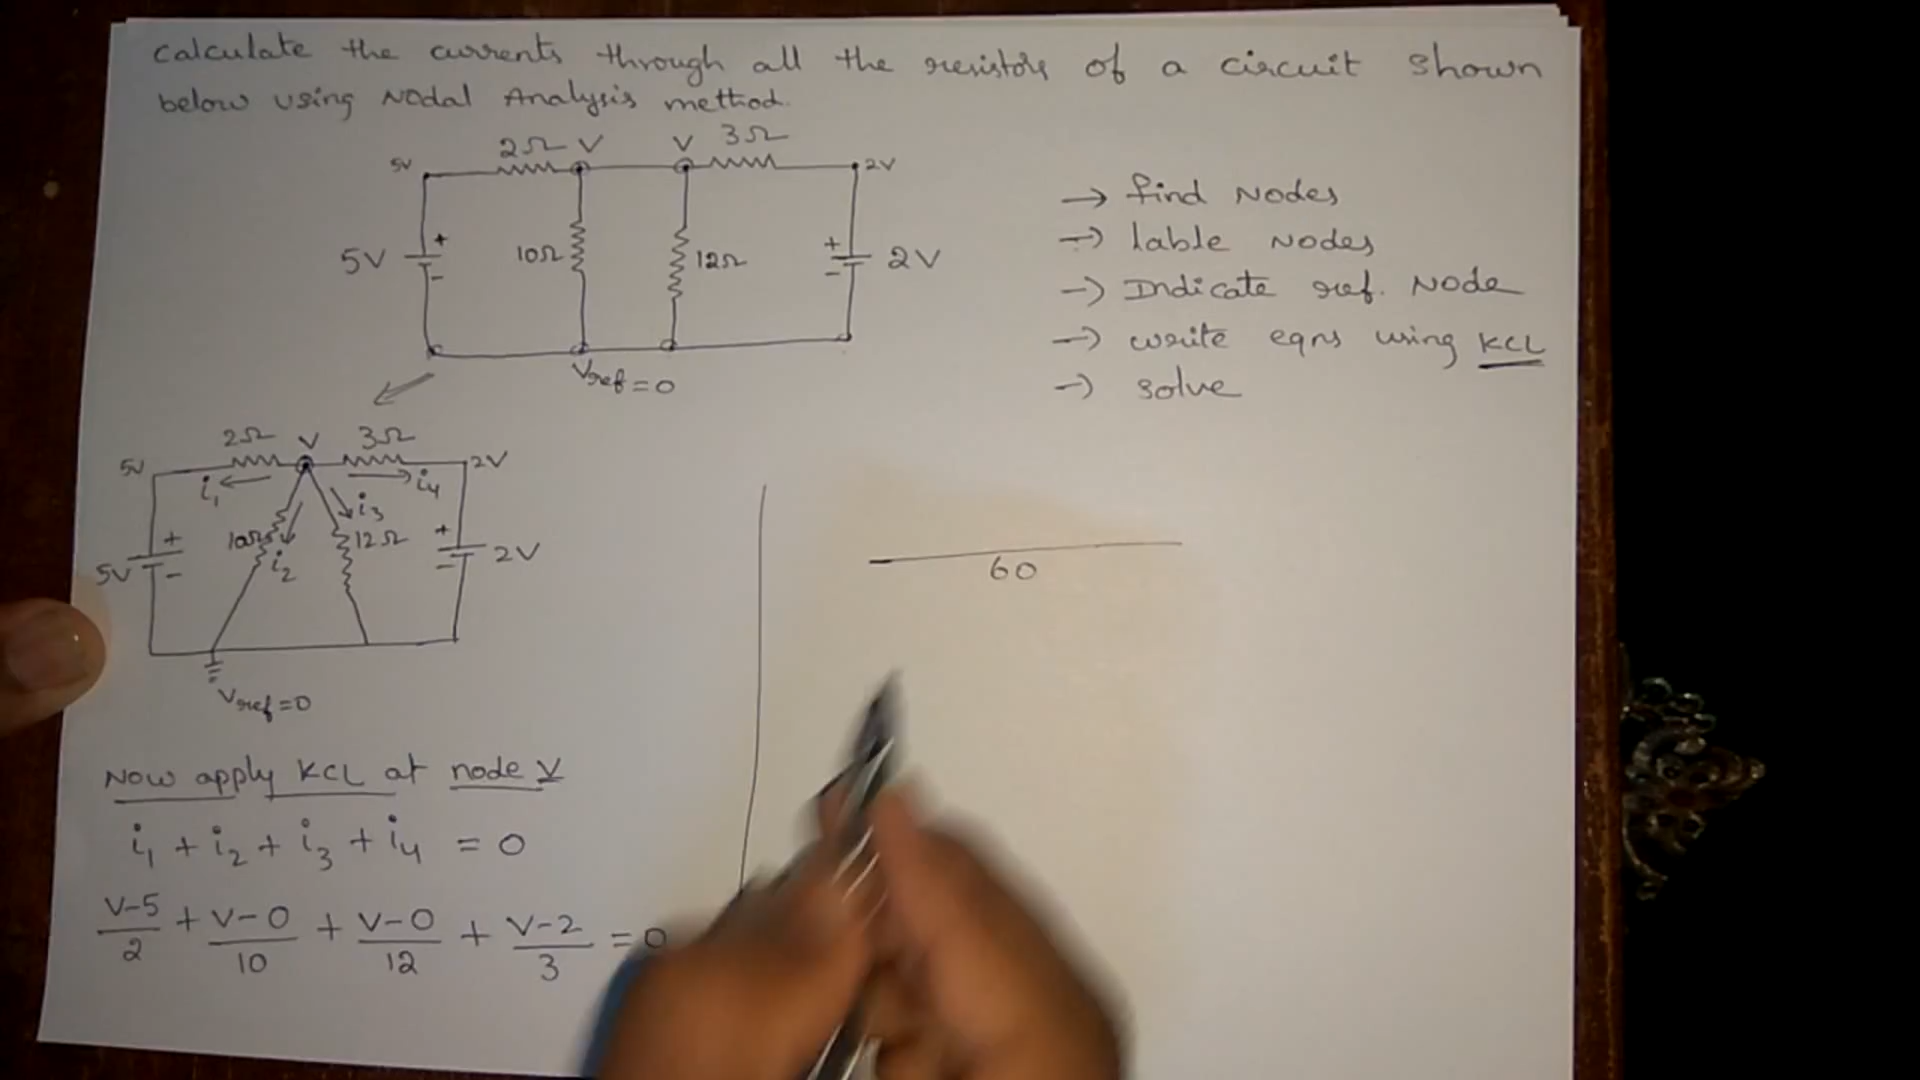 calculate the currents through all the resistors of a circuit shown
below using Nodal Analysis method.
2Ω V V 3Ω
5V 2V
5V + - 10Ω 12Ω + - 2V
Vref = 0
→ find Nodes
→ lable Nodes
→ Indicate ref. Node
→ write eqns using KCL
→ solve
2Ω V 3Ω
5V 2V
i₁ i₄
i₃
10Ω 12Ω
i₂
5V + - + - 2V
Vref = 0
60
Now apply KCL at node V
i₁ + i₂ + i₃ + i₄ = 0
V-5/2 + V-0/10 + V-0/12 + V-2/3 = 0